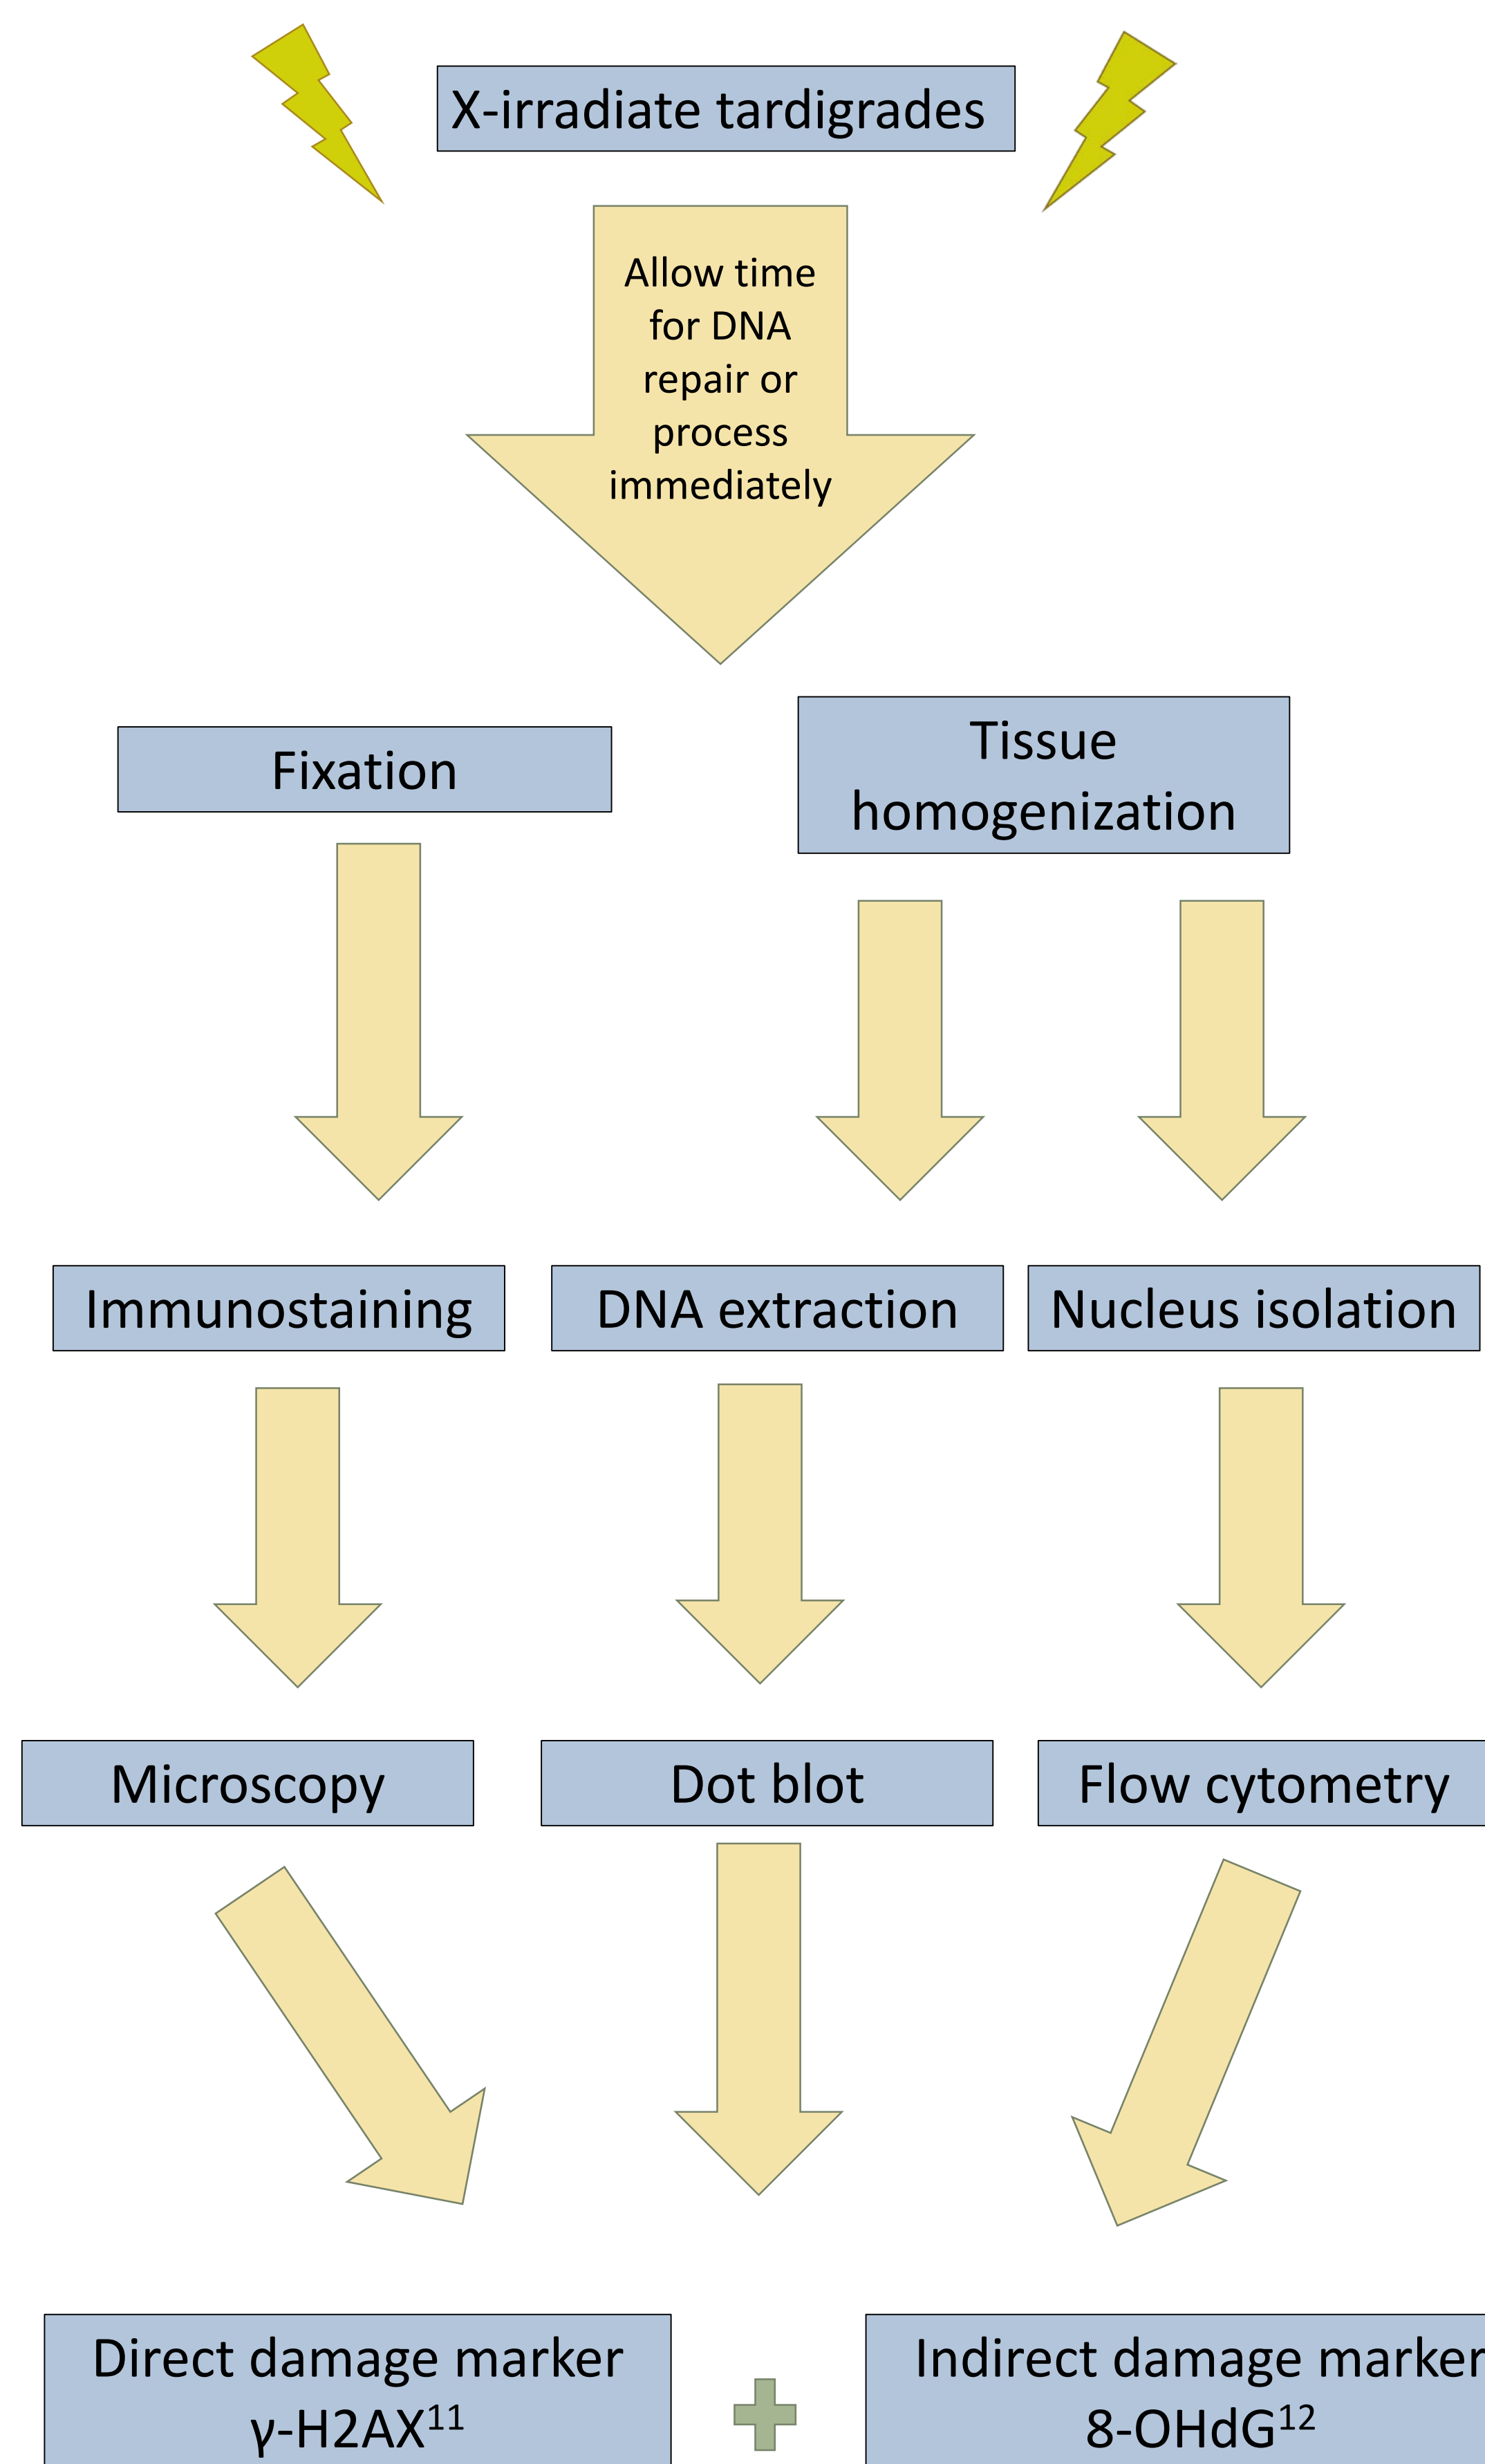 X-irradiate tardigrades
Allow time
for DNA
repair or
process
immediately
Fixation
Tissue
homogenization
Immunostaining
DNA extraction
Nucleus isolation
Microscopy
Dot blot
Flow cytometry
Direct damage marker
γ-H2AX¹¹
Indirect damage marker
8-OHdG¹²